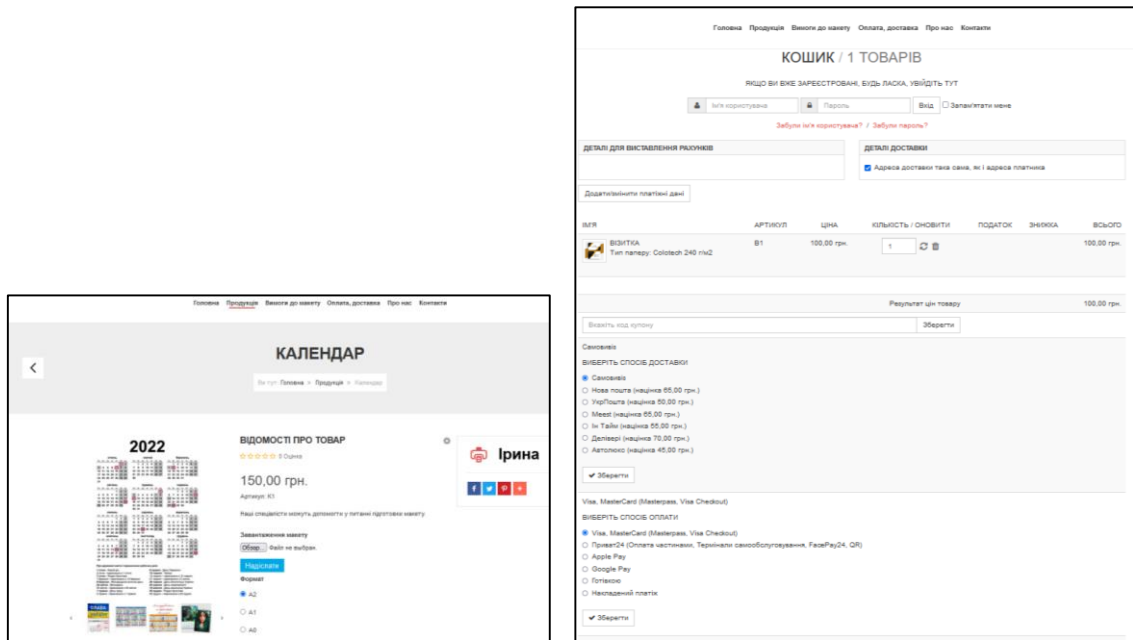 Головна Продукція Вимоги до макету Оплата, доставка Про нас Контакти
КАЛЕНДАР
Ви тут: Головна > Продукція > Календар
2022
ВІДОМОСТІ ПРО ТОВАР
0 Оцінка
150,00 грн.
Артикул: K1
Наші спеціалісти можуть допомогти у питанні підготовки макету
Завантаження макету
Обзор... Файл не выбран.
Надіслати
Формат
A2
A1
A0
Ірина
Головна Продукція Вимоги до макету Оплата, доставка Про нас Контакти
КОШИК / 1 ТОВАРІВ
ЯКЩО ВИ ВЖЕ ЗАРЕЄСТРОВАНІ, БУДЬ ЛАСКА, УВІЙДІТЬ ТУТ
Ім'я користувача Пароль Вхід Запам'ятати мене
Забули ім'я користувача? / Забули пароль?
ДЕТАЛІ ДЛЯ ВИСТАВЛЕННЯ РАХУНКІВ ДЕТАЛІ ДОСТАВКИ
Адреса доставки така сама, як і адреса платника
Додати/змінити платіжні дані
ІМ'Я АРТИКУЛ ЦІНА КІЛЬКІСТЬ / ОНОВИТИ ПОДАТОК ЗНИЖКА ВСЬОГО
ВІЗИТКА B1 100,00 грн. 1 100,00 грн.
Тип паперу: Colotech 240 г/м2
Результат цін товару 100,00 грн.
Вкажіть код купону Зберегти
Самовивіз
ВИБЕРІТЬ СПОСІБ ДОСТАВКИ
Самовивіз
Нова пошта (націнка 65,00 грн.)
УкрПошта (націнка 50,00 грн.)
Meest (націнка 65,00 грн.)
Ін Тайм (націнка 55,00 грн.)
Делівері (націнка 70,00 грн.)
Автолюкс (націнка 45,00 грн.)
Зберегти
Visa, MasterCard (Masterpass, Visa Checkout)
ВИБЕРІТЬ СПОСІБ ОПЛАТИ
Visa, MasterCard (Masterpass, Visa Checkout)
Приват24 (Оплата частинами, Термінали самообслуговування, FacePay24, QR)
Apple Pay
Google Pay
Готівкою
Накладений платіж
Зберегти